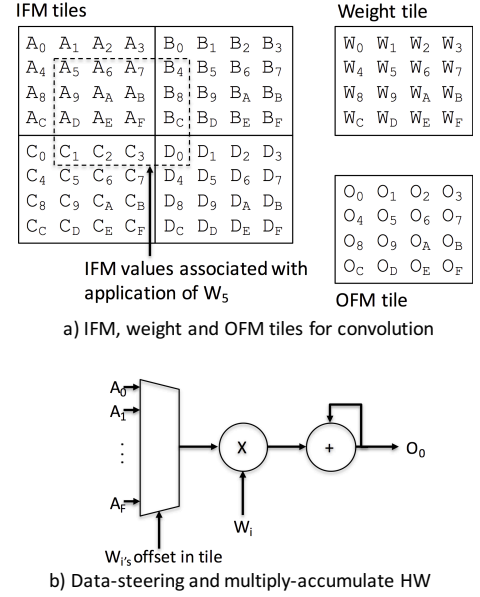 IFM tiles
Weight tile
A0 A1 A2 A3 B0 B1 B2 B3
A4 A5 A6 A7 B4 B5 B6 B7
A8 A9 AA AB B8 B9 BA BB
AC AD AE AF BC BD BE BF
C0 C1 C2 C3 D0 D1 D2 D3
C4 C5 C6 C7 D4 D5 D6 D7
C8 C9 CA CB D8 D9 DA DB
CC CD CE CF DC DD DE DF
W0 W1 W2 W3
W4 W5 W6 W7
W8 W9 WA WB
WC WD WE WF
O0 O1 O2 O3
O4 O5 O6 O7
O8 O9 OA OB
OC OD OE OF
IFM values associated with
application of W5
OFM tile
a) IFM, weight and OFM tiles for convolution
A0
A1
⋮
AF
X
+
O0
Wi
Wi's offset in tile
b) Data-steering and multiply-accumulate HW